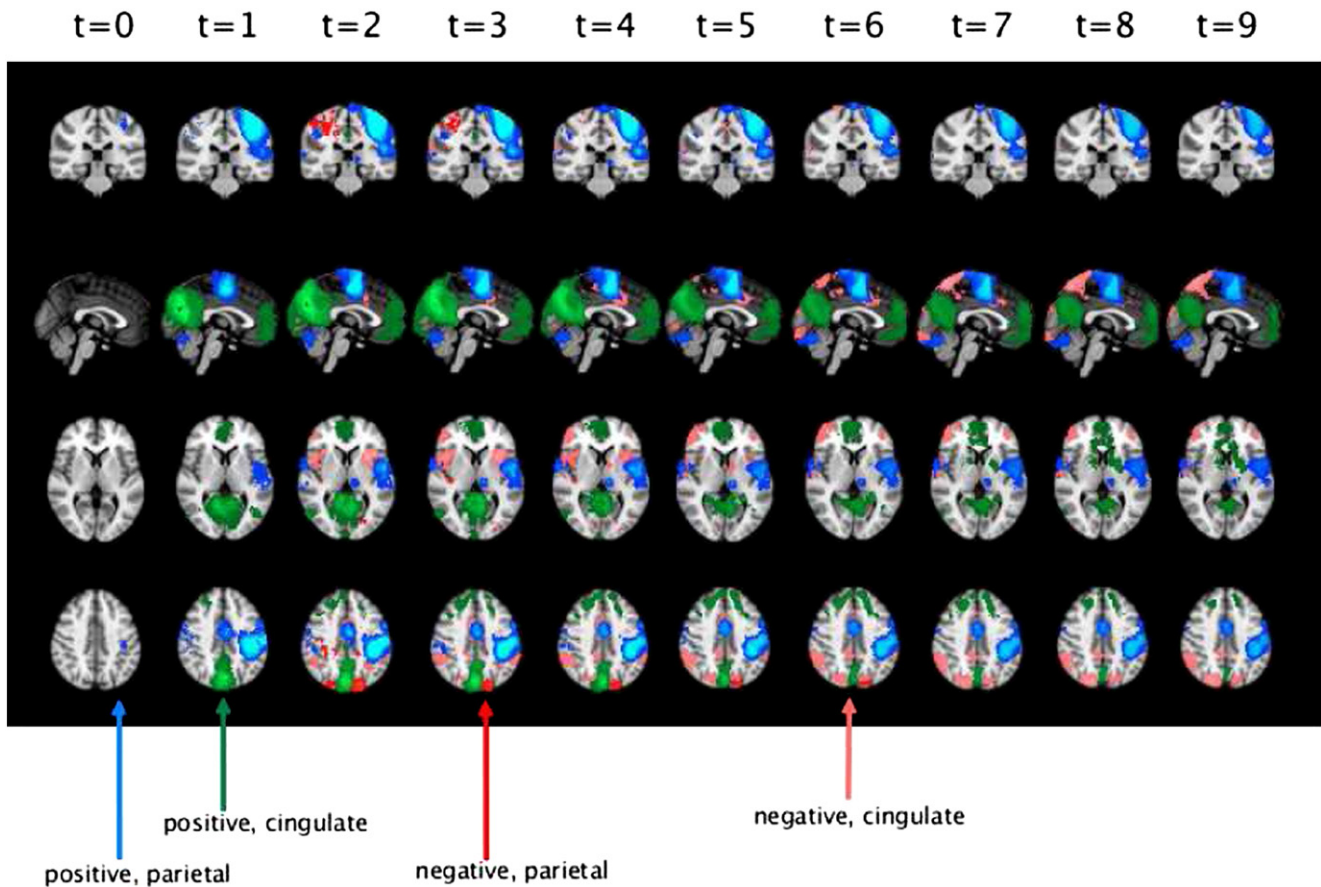 t=0 t=1 t=2 t=3 t=4 t=5 t=6 t=7 t=8 t=9
positive, cingulate
negative, cingulate
positive, parietal
negative, parietal